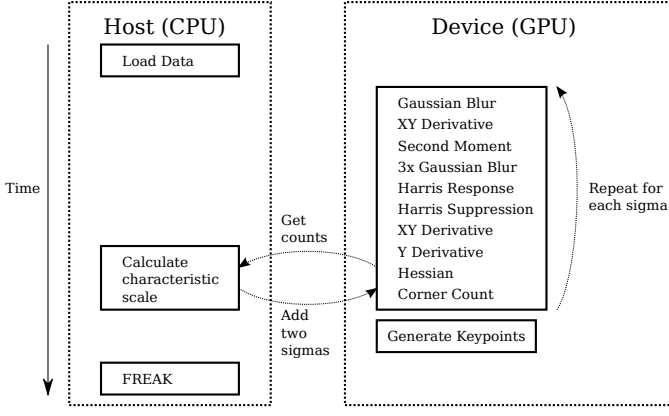 Host (CPU)
Device (GPU)
Load Data
Time
Gaussian Blur
XY Derivative
Second Moment
3x Gaussian Blur
Harris Response
Harris Suppression
XY Derivative
Y Derivative
Hessian
Corner Count
Repeat for
each sigma
Get
counts
Calculate
characteristic
scale
Add
two
sigmas
Generate Keypoints
FREAK